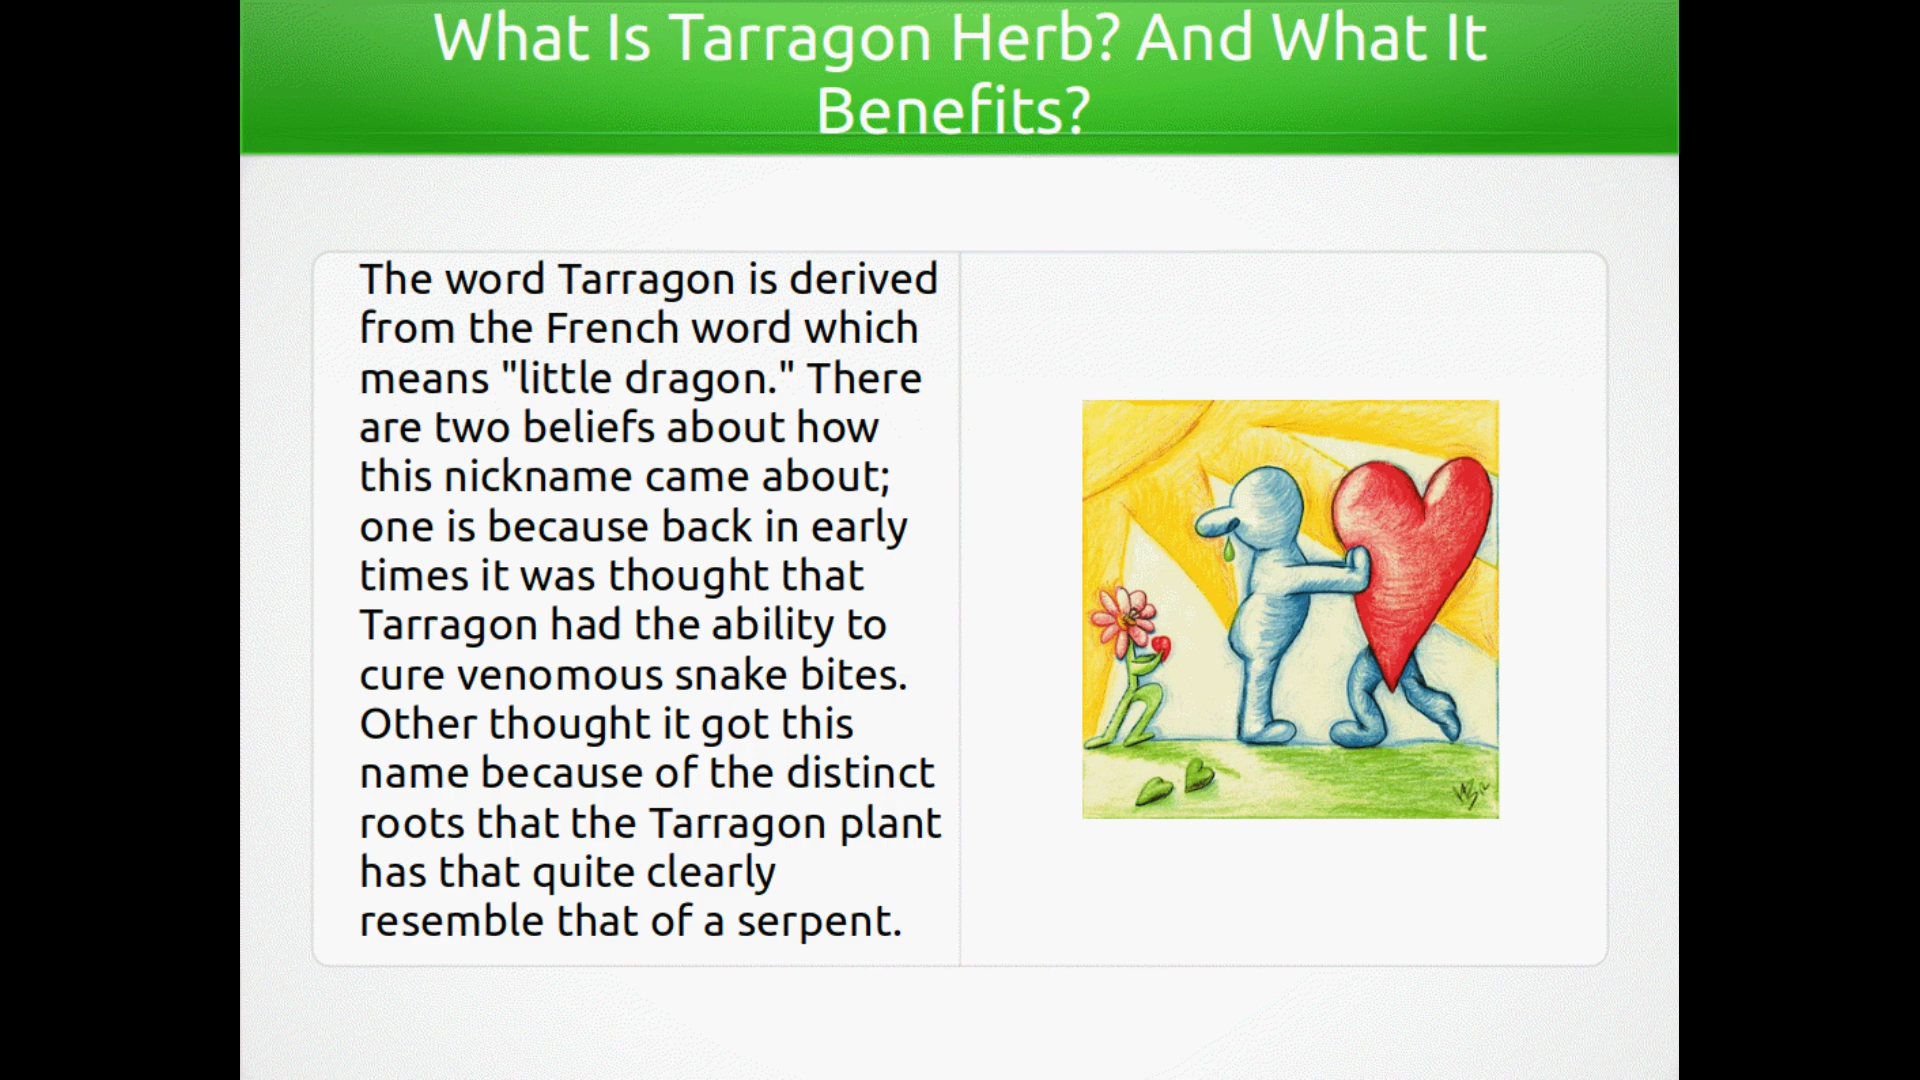 What Is Tarragon Herb? And What It
Benefits?
The word Tarragon is derived
from the French word which
means "little dragon." There
are two beliefs about how
this nickname came about;
one is because back in early
times it was thought that
Tarragon had the ability to
cure venomous snake bites.
Other thought it got this
name because of the distinct
roots that the Tarragon plant
has that quite clearly
resemble that of a serpent.